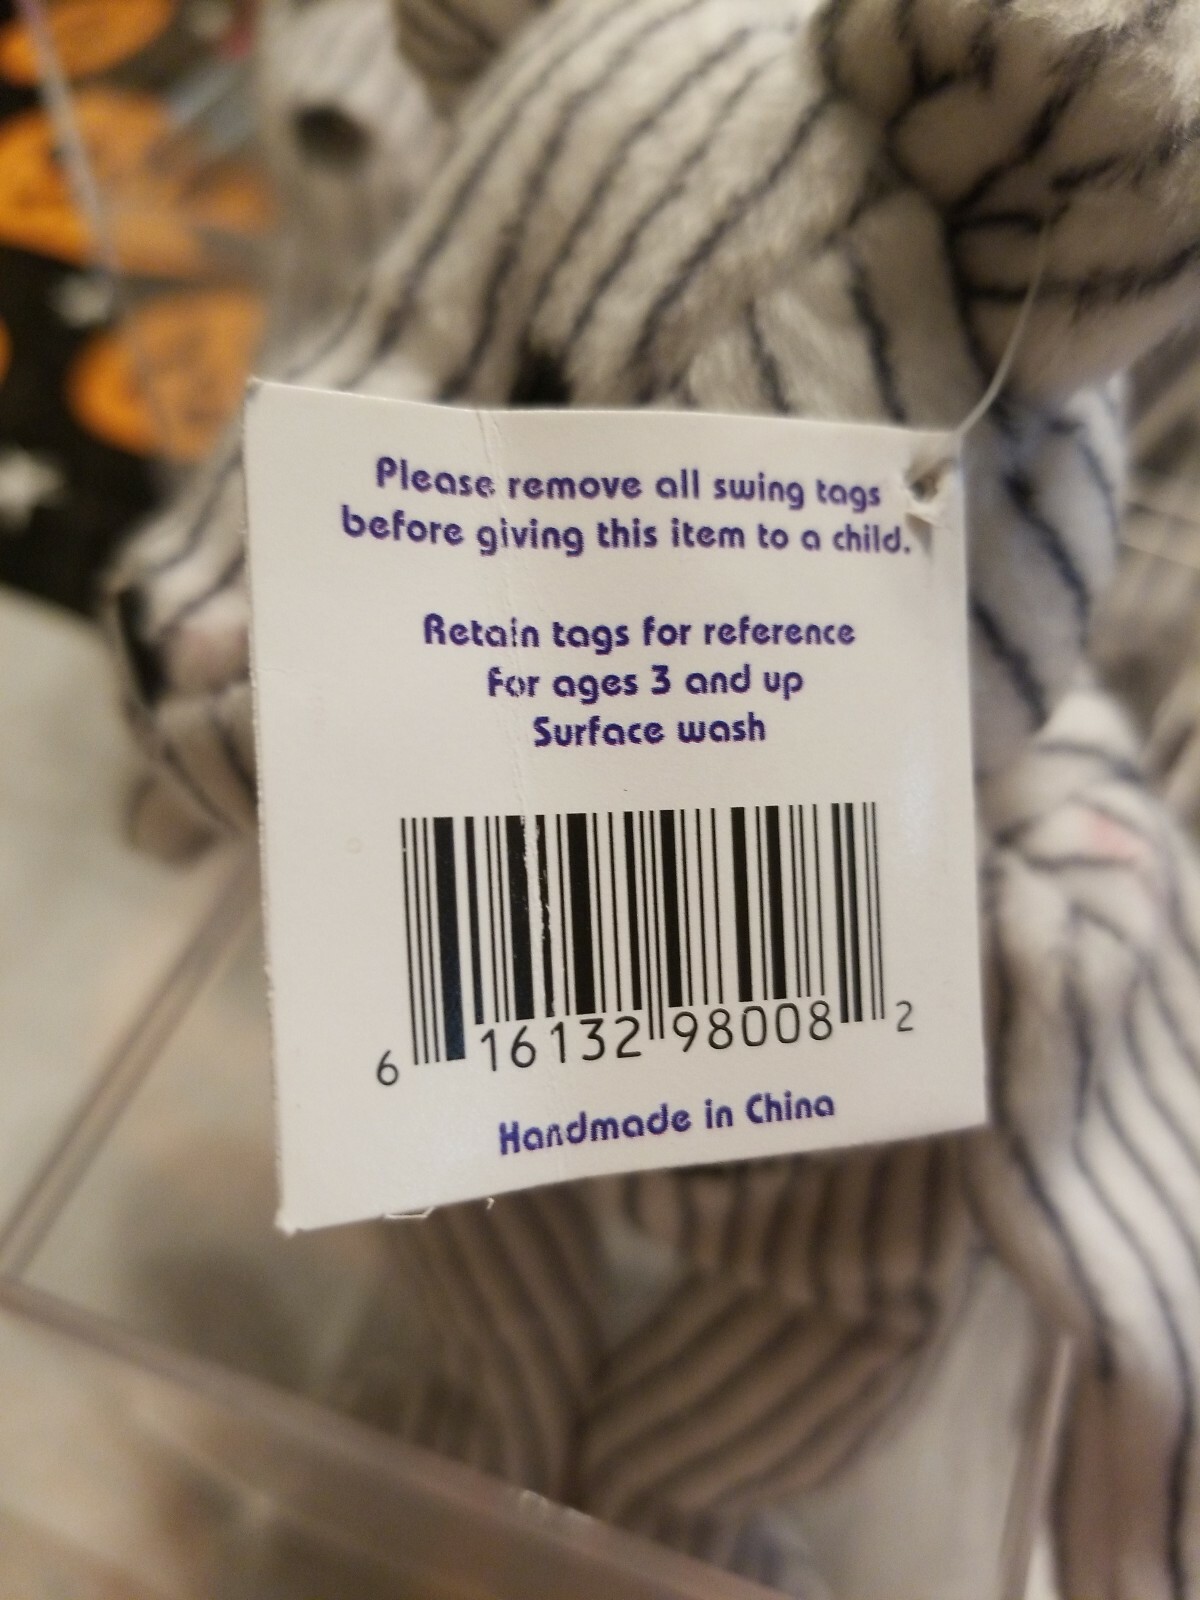 Please remove all swing tags
before giving this item to a child.
Retain tags for reference
for ages 3 and up
Surface wash
6 16132 98008 2
Handmade in China